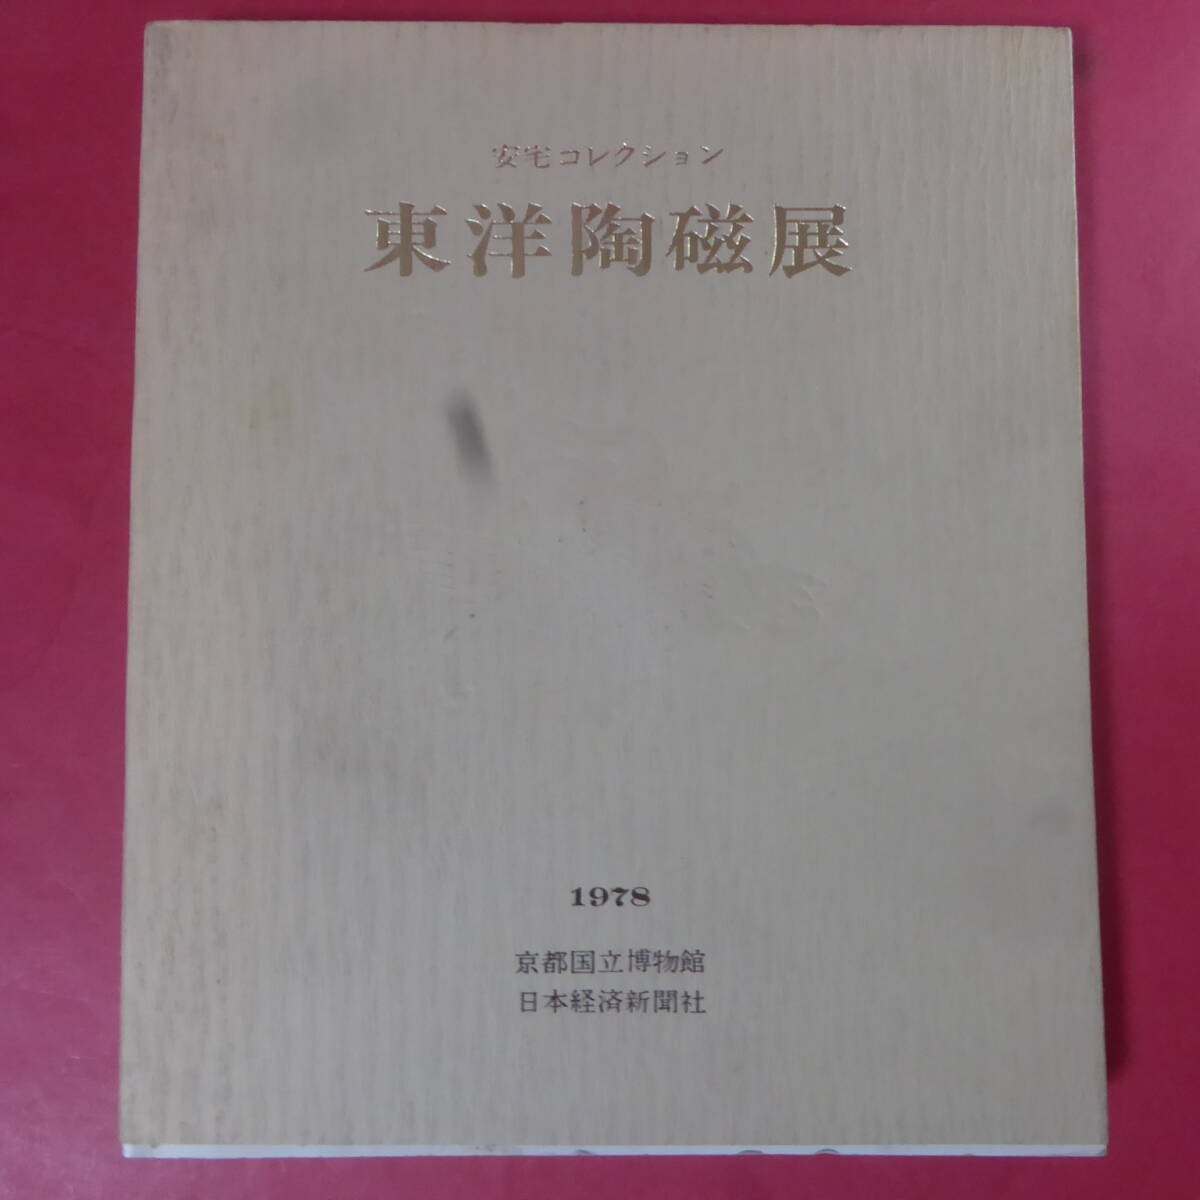 安宅コレクション
東洋陶磁展
1978
京都国立博物館
日本経済新聞社